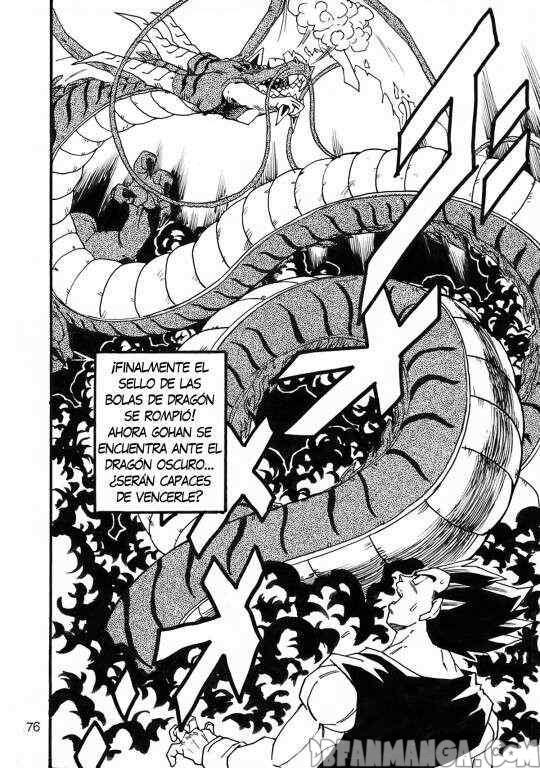 ¡FINALMENTE EL
SELLO DE LAS
BOLAS DE DRAGÓN
SE ROMPIÓ!
AHORA GOHAN SE
ENCUENTRA ANTE EL
DRAGÓN OSCURO...
¿SERÁN CAPACES
DE VENCERLE?
76
DBFANMANGA.COM